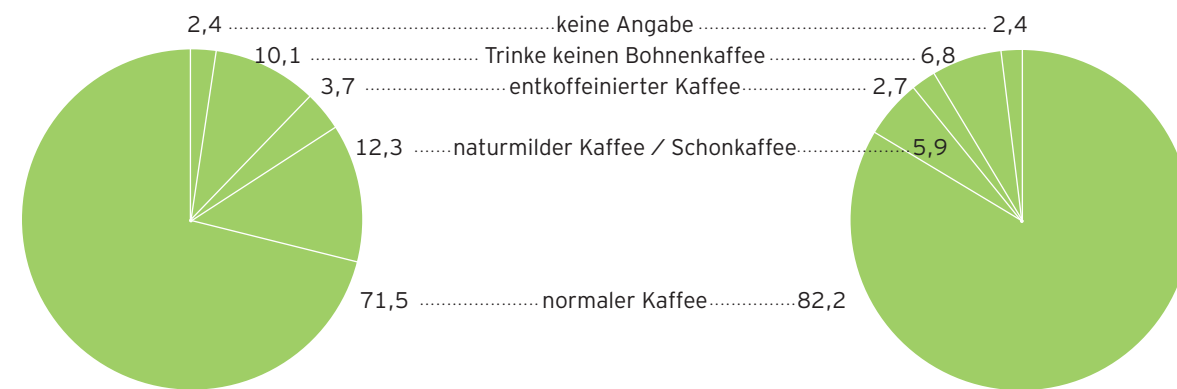 2,4 keine Angabe 2,4
10,1 Trinke keinen Bohnenkaffee 6,8
3,7 entkoffeinierter Kaffee 2,7
12,3 naturmilder Kaffee / Schonkaffee 5,9
71,5 normaler Kaffee 82,2